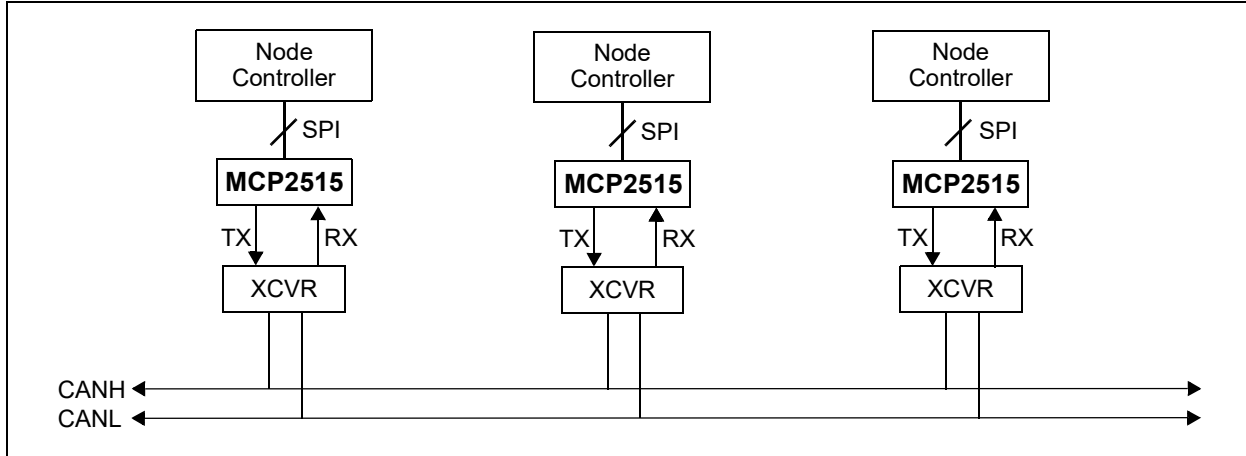 Node
Controller
Node
Controller
Node
Controller
SPI
SPI
SPI
MCP2515
MCP2515
MCP2515
TX
RX
TX
RX
TX
RX
XCVR
XCVR
XCVR
CANH
CANL